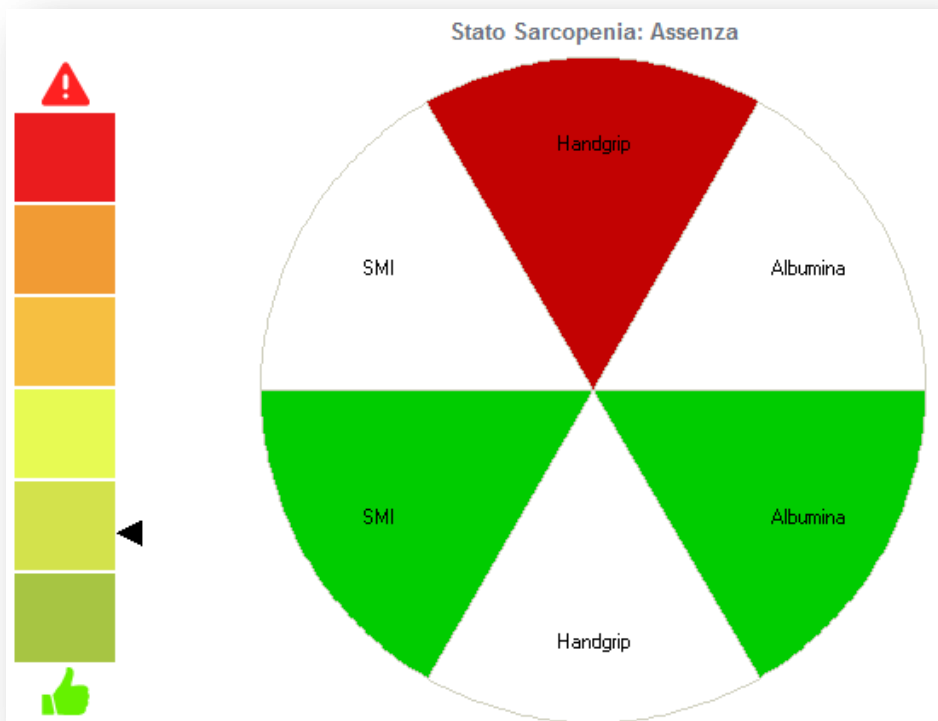 Stato Sarcopenia: Assenza
Handgrip
SMI
Albumina
SMI
Albumina
Handgrip